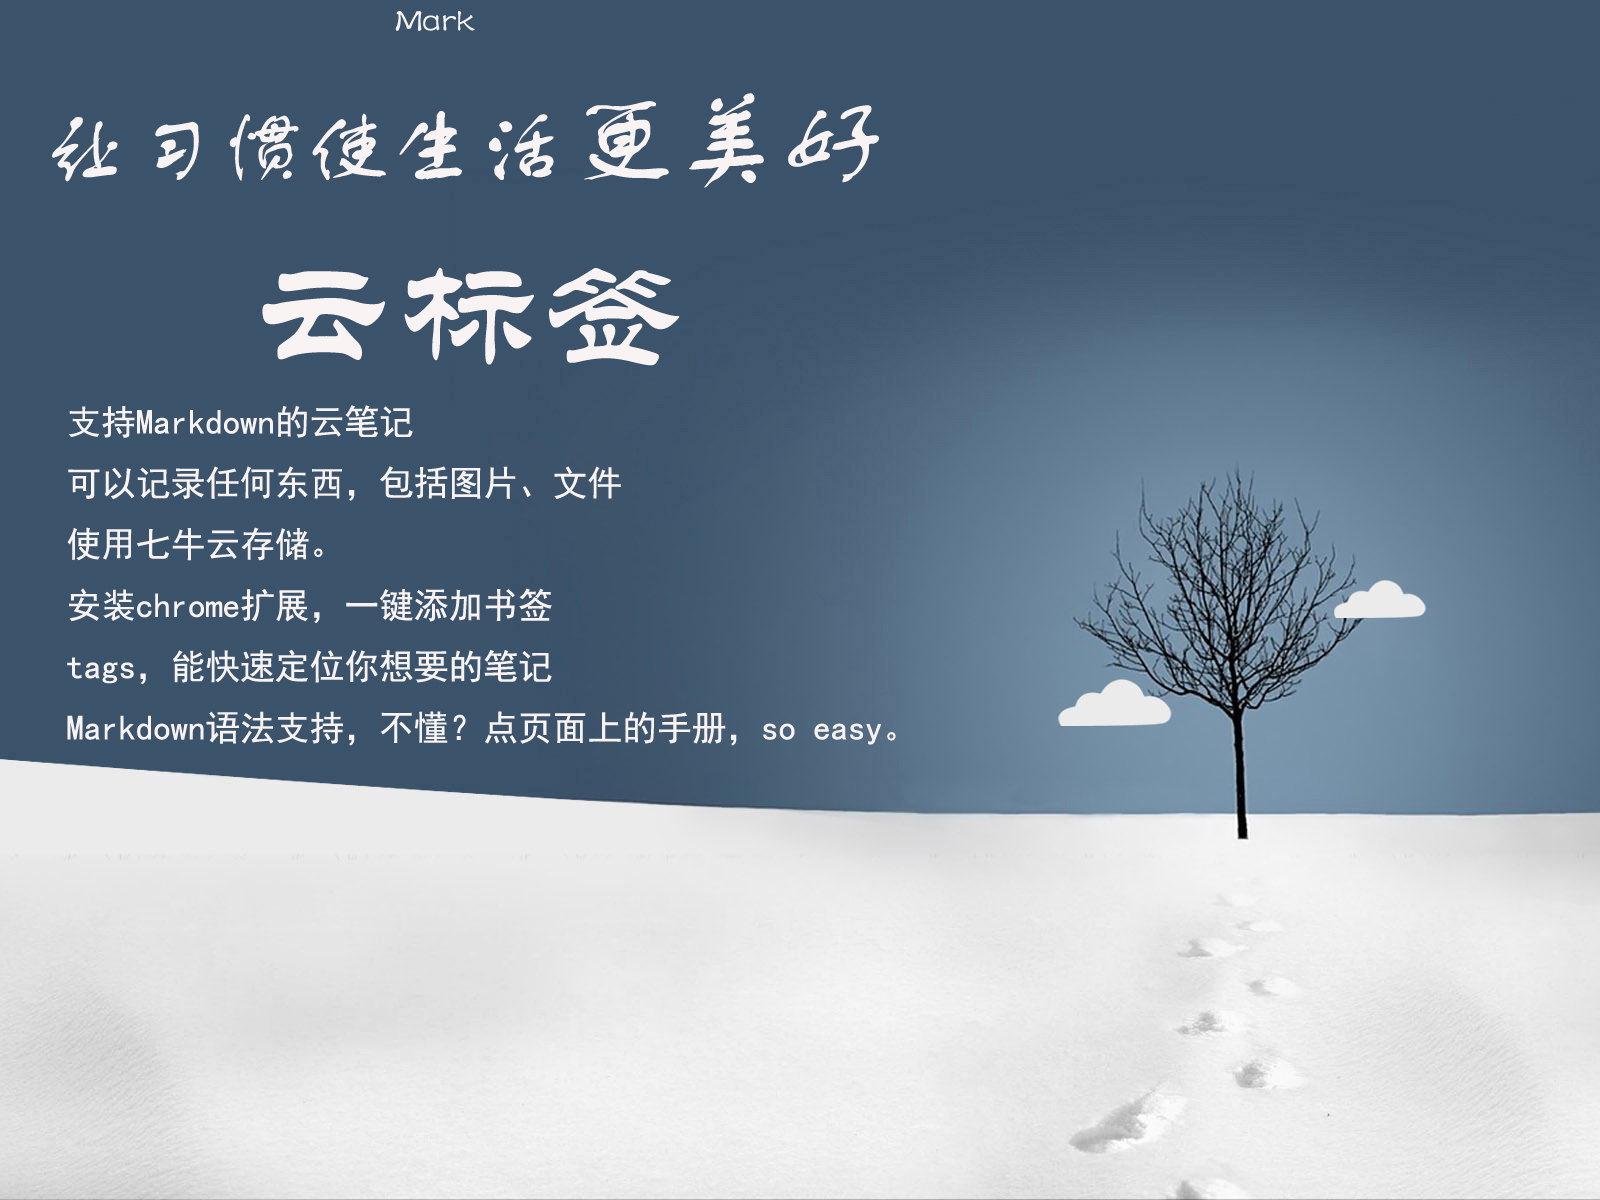 Mark
让习惯使生活更美好
云标签
支持Markdown的云笔记
可以记录任何东西，包括图片、文件
使用七牛云存储。
安装chrome扩展，一键添加书签
tags，能快速定位你想要的笔记
Markdown语法支持，不懂？点页面上的手册，so easy。